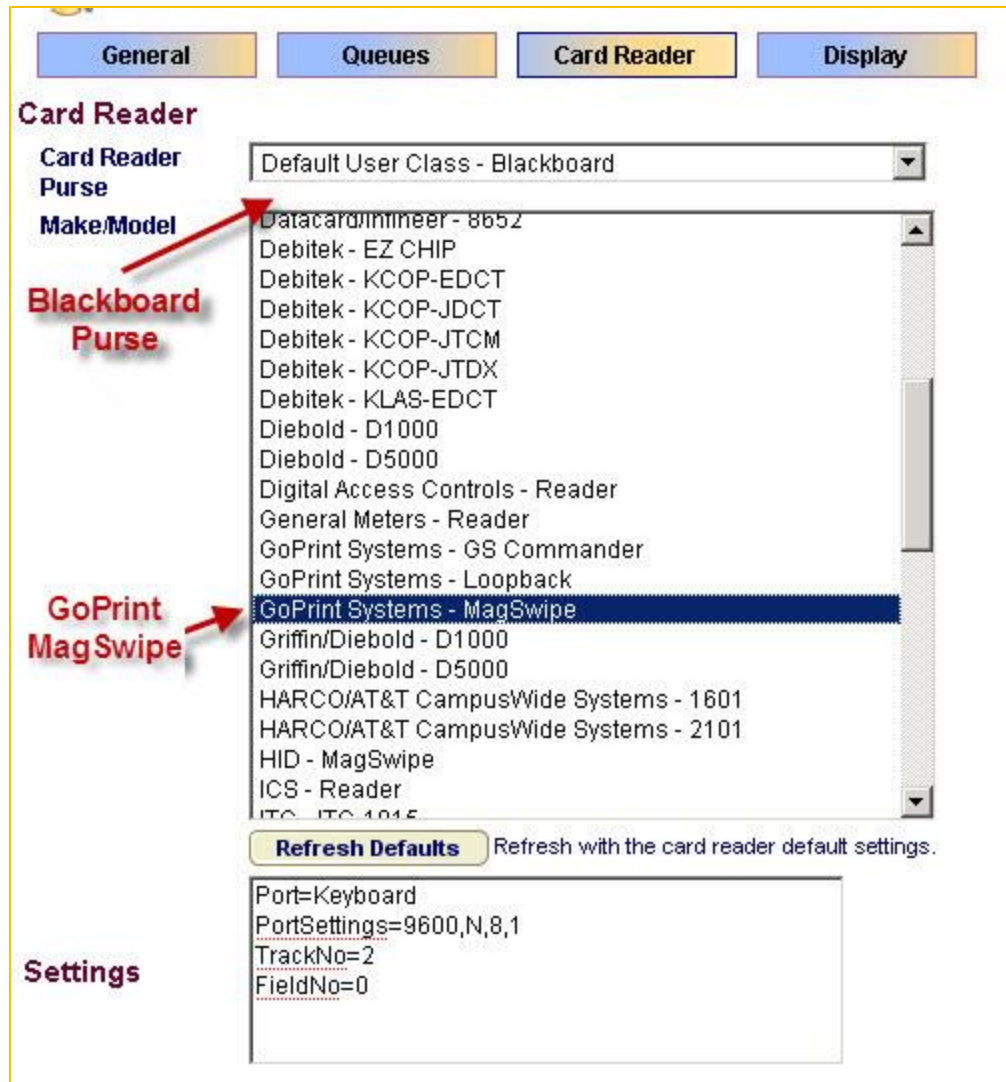 General Queues Card Reader Display
Card Reader
Card Reader Purse
Default User Class - Blackboard
Make/Model
Datacard/Infineer - 8652
Debitek - EZ CHIP
Debitek - KCOP-EDCT
Debitek - KCOP-JDCT
Debitek - KCOP-JTCM
Debitek - KCOP-JTDX
Debitek - KLAS-EDCT
Diebold - D1000
Diebold - D5000
Digital Access Controls - Reader
General Meters - Reader
GoPrint Systems - GS Commander
GoPrint Systems - Loopback
GoPrint Systems - MagSwipe
Griffin/Diebold - D1000
Griffin/Diebold - D5000
HARCO/AT&T CampusWide Systems - 1601
HARCO/AT&T CampusWide Systems - 2101
HID - MagSwipe
ICS - Reader
Blackboard
Purse
GoPrint
MagSwipe
Refresh Defaults Refresh with the card reader default settings.
Settings
Port=Keyboard
PortSettings=9600,N,8,1
TrackNo=2
FieldNo=0